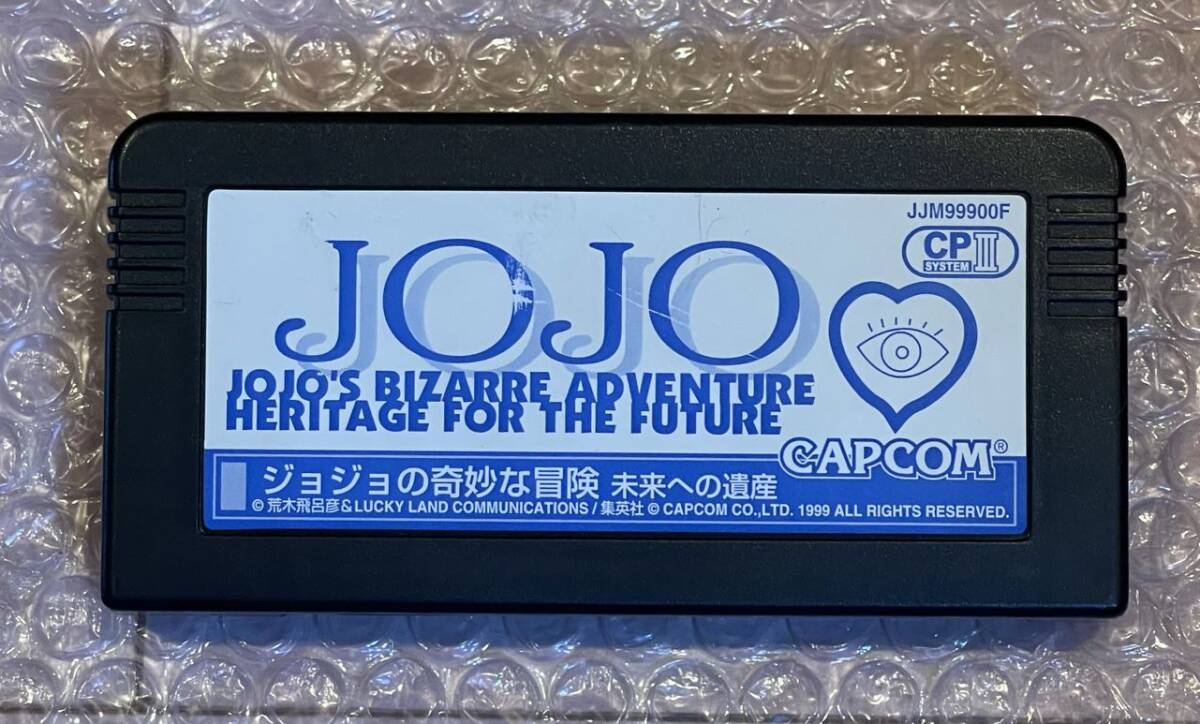 JJM99900F
CP III
SYSTEM
JOJO
JOJO'S BIZARRE ADVENTURE
HERITAGE FOR THE FUTURE
CAPCOM®
ジョジョの奇妙な冒険 未来への遺産
© 荒木飛呂彦&LUCKY LAND COMMUNICATIONS / 集英社 © CAPCOM CO.,LTD. 1999 ALL RIGHTS RESERVED.